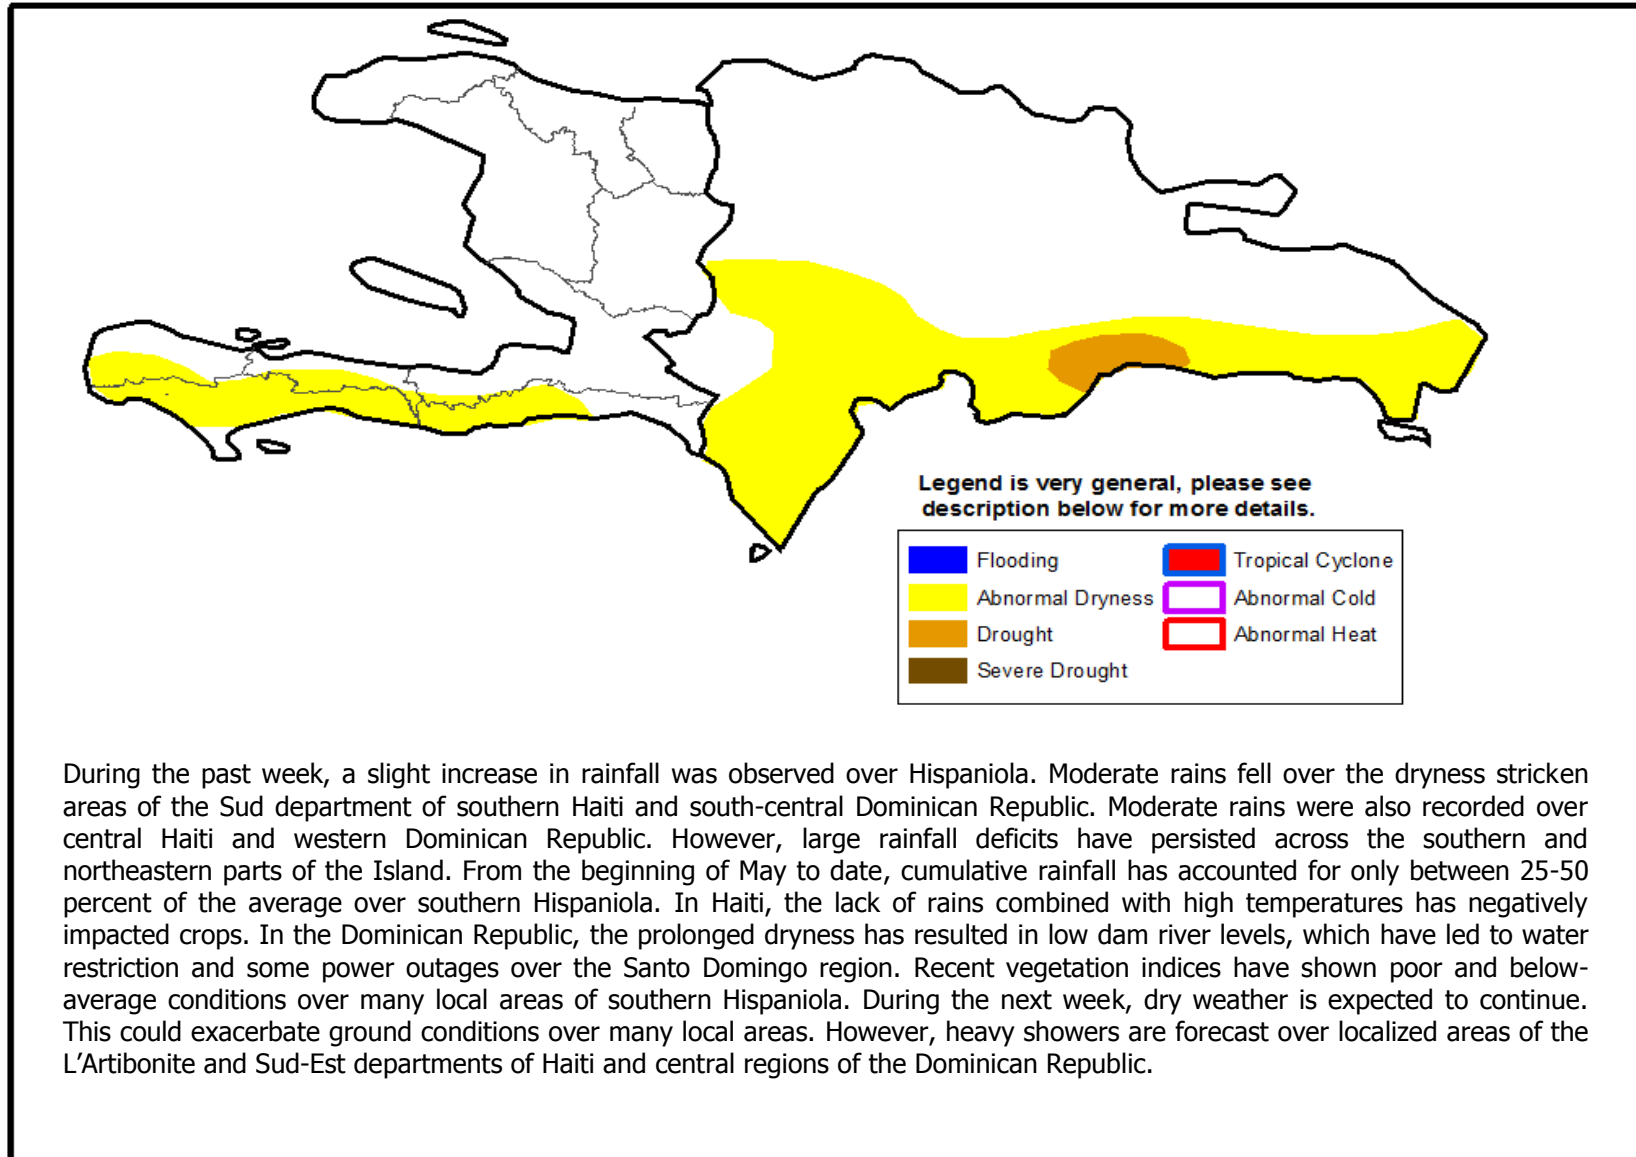 Legend is very general, please see
description below for more details.
Flooding
Tropical Cyclone
Abnormal Dryness
Abnormal Cold
Drought
Abnormal Heat
Severe Drought
During the past week, a slight increase in rainfall was observed over Hispaniola. Moderate rains fell over the dryness stricken
areas of the Sud department of southern Haiti and south-central Dominican Republic. Moderate rains were also recorded over
central Haiti and western Dominican Republic. However, large rainfall deficits have persisted across the southern and
northeastern parts of the Island. From the beginning of May to date, cumulative rainfall has accounted for only between 25-50
percent of the average over southern Hispaniola. In Haiti, the lack of rains combined with high temperatures has negatively
impacted crops. In the Dominican Republic, the prolonged dryness has resulted in low dam river levels, which have led to water
restriction and some power outages over the Santo Domingo region. Recent vegetation indices have shown poor and below-
average conditions over many local areas of southern Hispaniola. During the next week, dry weather is expected to continue.
This could exacerbate ground conditions over many local areas. However, heavy showers are forecast over localized areas of the
L’Artibonite and Sud-Est departments of Haiti and central regions of the Dominican Republic.